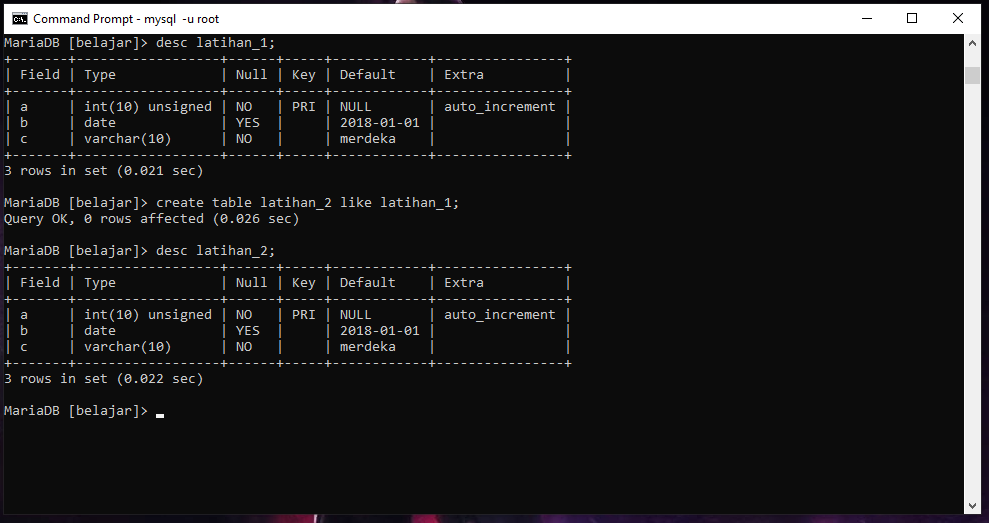 Command Prompt - mysql -u root
MariaDB [belajar]> desc latihan_1;
+-------+------------------+------+-----+------------+----------------+
| Field | Type             | Null | Key | Default    | Extra          |
+-------+------------------+------+-----+------------+----------------+
| a     | int(10) unsigned | NO   | PRI | NULL       | auto_increment |
| b     | date             | YES  |     | 2018-01-01 |                |
| c     | varchar(10)      | NO   |     | merdeka    |                |
+-------+------------------+------+-----+------------+----------------+
3 rows in set (0.021 sec)
MariaDB [belajar]> create table latihan_2 like latihan_1;
Query OK, 0 rows affected (0.026 sec)
MariaDB [belajar]> desc latihan_2;
+-------+------------------+------+-----+------------+----------------+
| Field | Type             | Null | Key | Default    | Extra          |
+-------+------------------+------+-----+------------+----------------+
| a     | int(10) unsigned | NO   | PRI | NULL       | auto_increment |
| b     | date             | YES  |     | 2018-01-01 |                |
| c     | varchar(10)      | NO   |     | merdeka    |                |
+-------+------------------+------+-----+------------+----------------+
3 rows in set (0.022 sec)
MariaDB [belajar]>